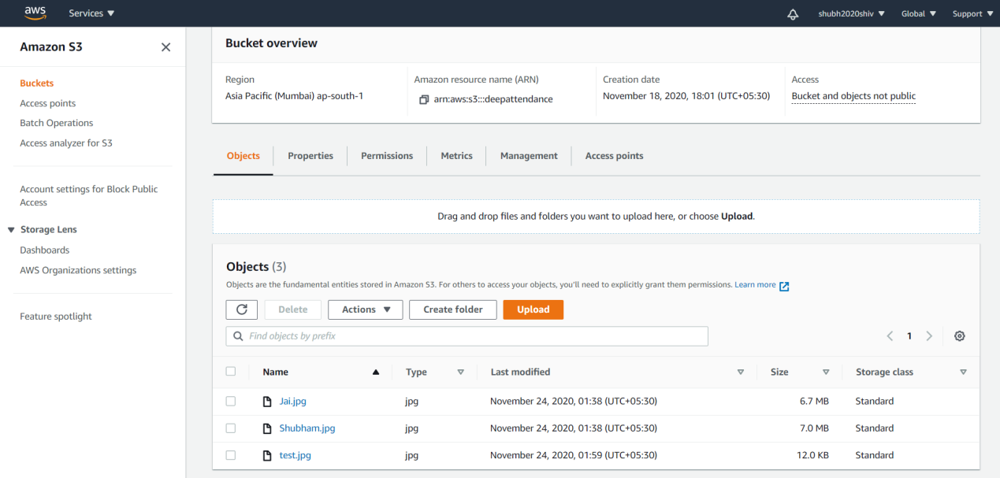 aws Services shubh2020shiv Global Support
Amazon S3
Buckets
Access points
Batch Operations
Access analyzer for S3
Account settings for Block Public
Access
Storage Lens
Dashboards
AWS Organizations settings
Feature spotlight
Bucket overview
Region
Asia Pacific (Mumbai) ap-south-1
Amazon resource name (ARN)
arn:aws:s3:::deepattendance
Creation date
November 18, 2020, 18:01 (UTC+05:30)
Access
Bucket and objects not public
Objects Properties Permissions Metrics Management Access points
Drag and drop files and folders you want to upload here, or choose Upload.
Objects (3)
Objects are the fundamental entities stored in Amazon S3. For others to access your objects, you'll need to explicitly grant them permissions. Learn more
Delete Actions Create folder Upload
Find objects by prefix 1
Name Type Last modified Size Storage class
Jai.jpg jpg November 24, 2020, 01:38 (UTC+05:30) 6.7 MB Standard
Shubham.jpg jpg November 24, 2020, 01:38 (UTC+05:30) 7.0 MB Standard
test.jpg jpg November 24, 2020, 01:59 (UTC+05:30) 12.0 KB Standard